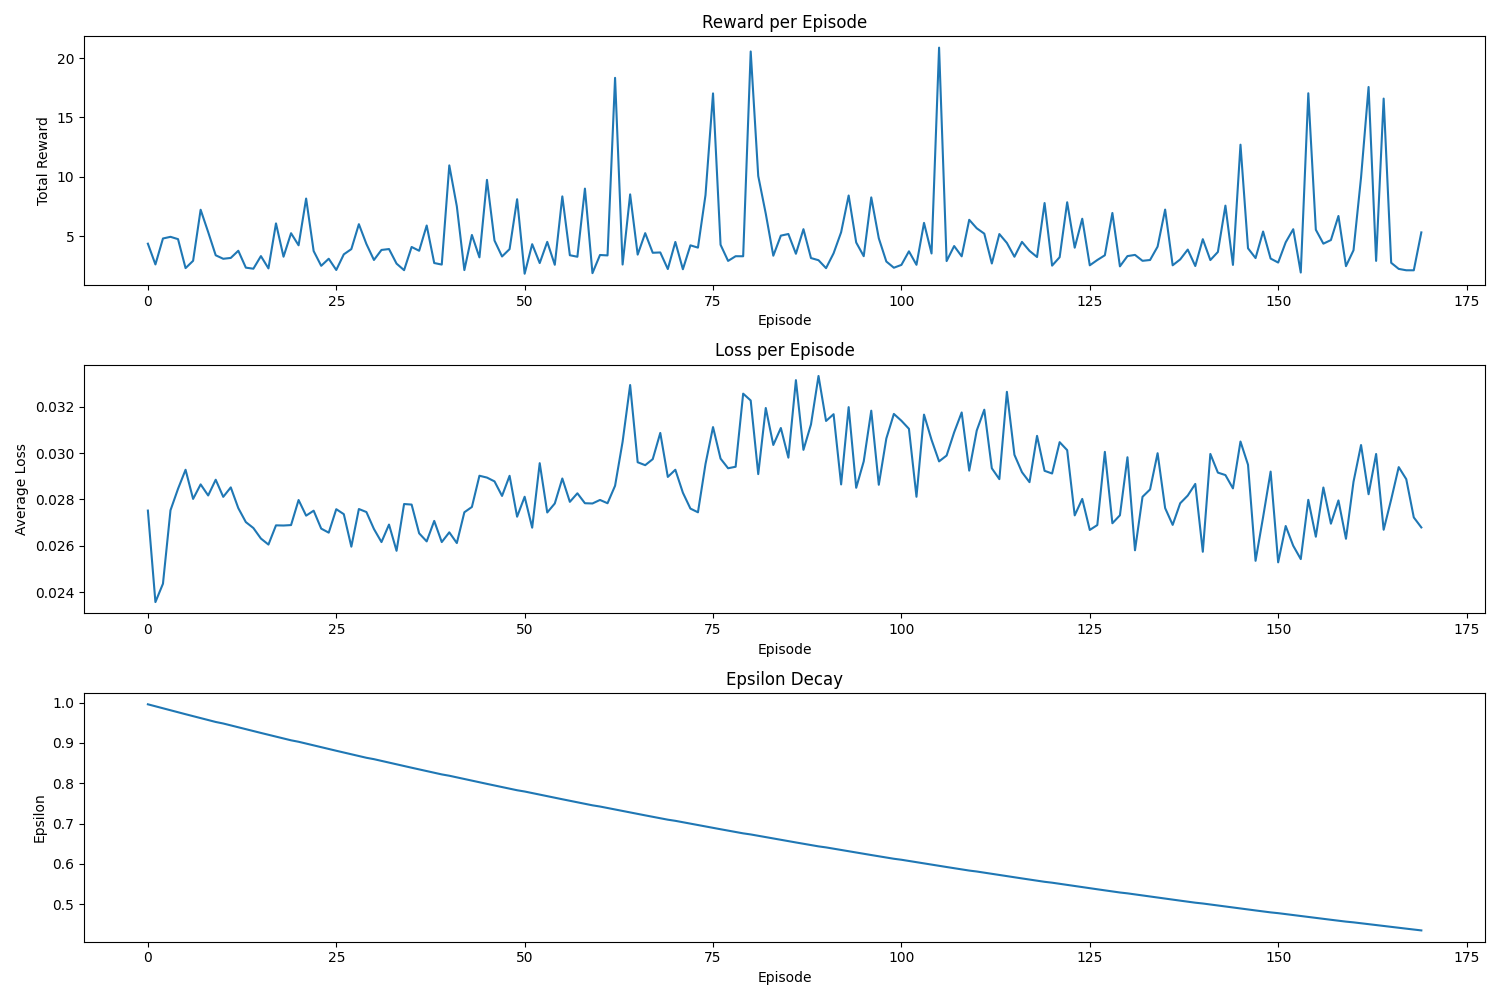 Reward per Episode
Total Reward
20
15
10
5
0 25 50 75 100 125 150 175
Episode
Loss per Episode
Average Loss
0.032
0.030
0.028
0.026
0.024
0 25 50 75 100 125 150 175
Episode
Epsilon Decay
Epsilon
1.0
0.9
0.8
0.7
0.6
0.5
0 25 50 75 100 125 150 175
Episode